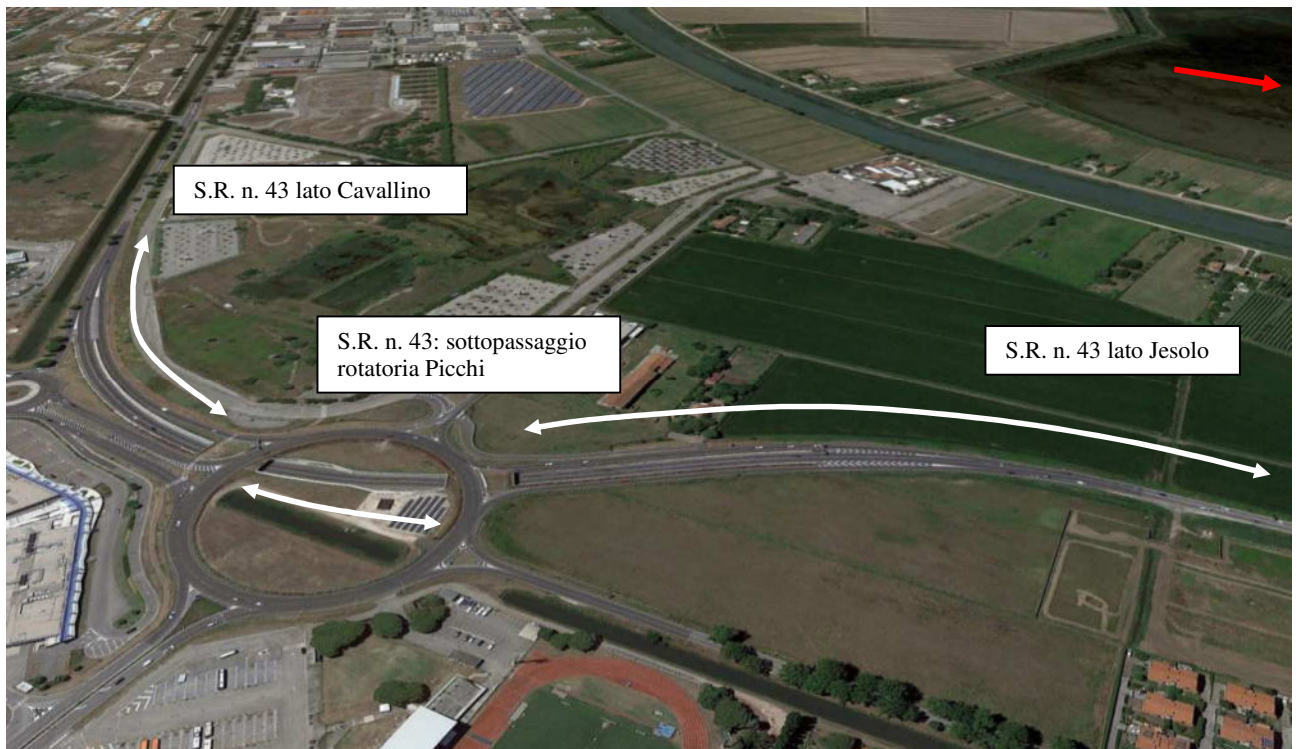 S.R. n. 43 lato Cavallino
S.R. n. 43: sottopassaggio
rotatoria Picchi
S.R. n. 43 lato Jesolo